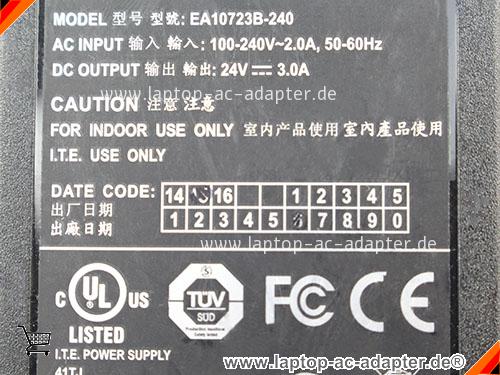 MODEL 型号 型號: EA10723B-240
AC INPUT 输入 輸入: 100-240V~2.0A, 50-60Hz
DC OUTPUT 输出 輸出: 24V 3.0A
www.laptop-ac-adapter.de/
CAUTION 注意 注意
FOR INDOOR USE ONLY 室内产品使用 室內產品使用
I.T.E. USE ONLY
DATE CODE: 14 15 16 1 2 3 4 5
出厂日期
出廠日期 1 2 3 4 5 6 7 8 9 0
www.laptop-ac-adapter.de
C UL US
LISTED
TÜV
SÜD
FC CE
I.T.E. POWER SUPPLY
41TJ
www.laptop-ac-adapter.de®